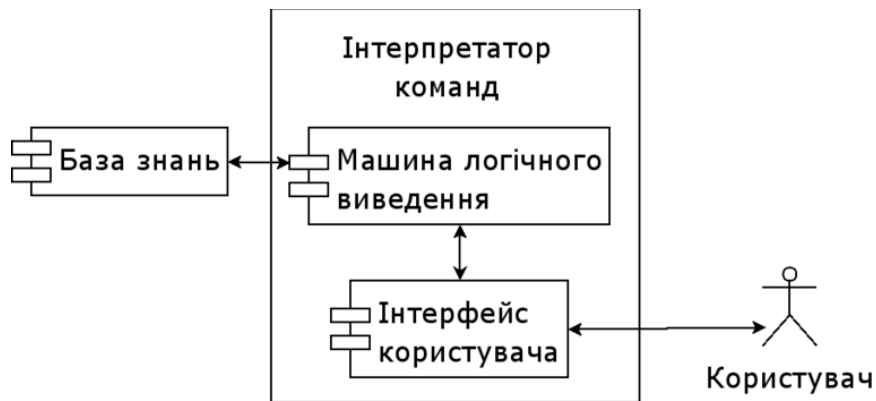 Інтерпретатор
команд
База знань
Машина логічного
виведення
Інтерфейс
користувача
Користувач